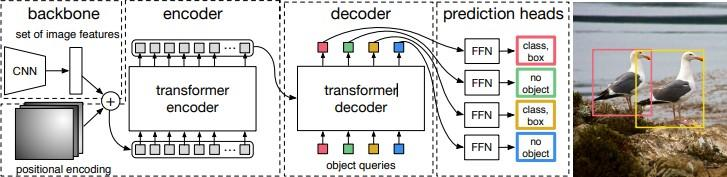 backbone
set of image features
CNN
+
positional encoding
encoder
...
transformer
encoder
...
decoder
transformer
decoder
object queries
prediction heads
FFN
class,
box
FFN
no
object
FFN
class,
box
FFN
no
object